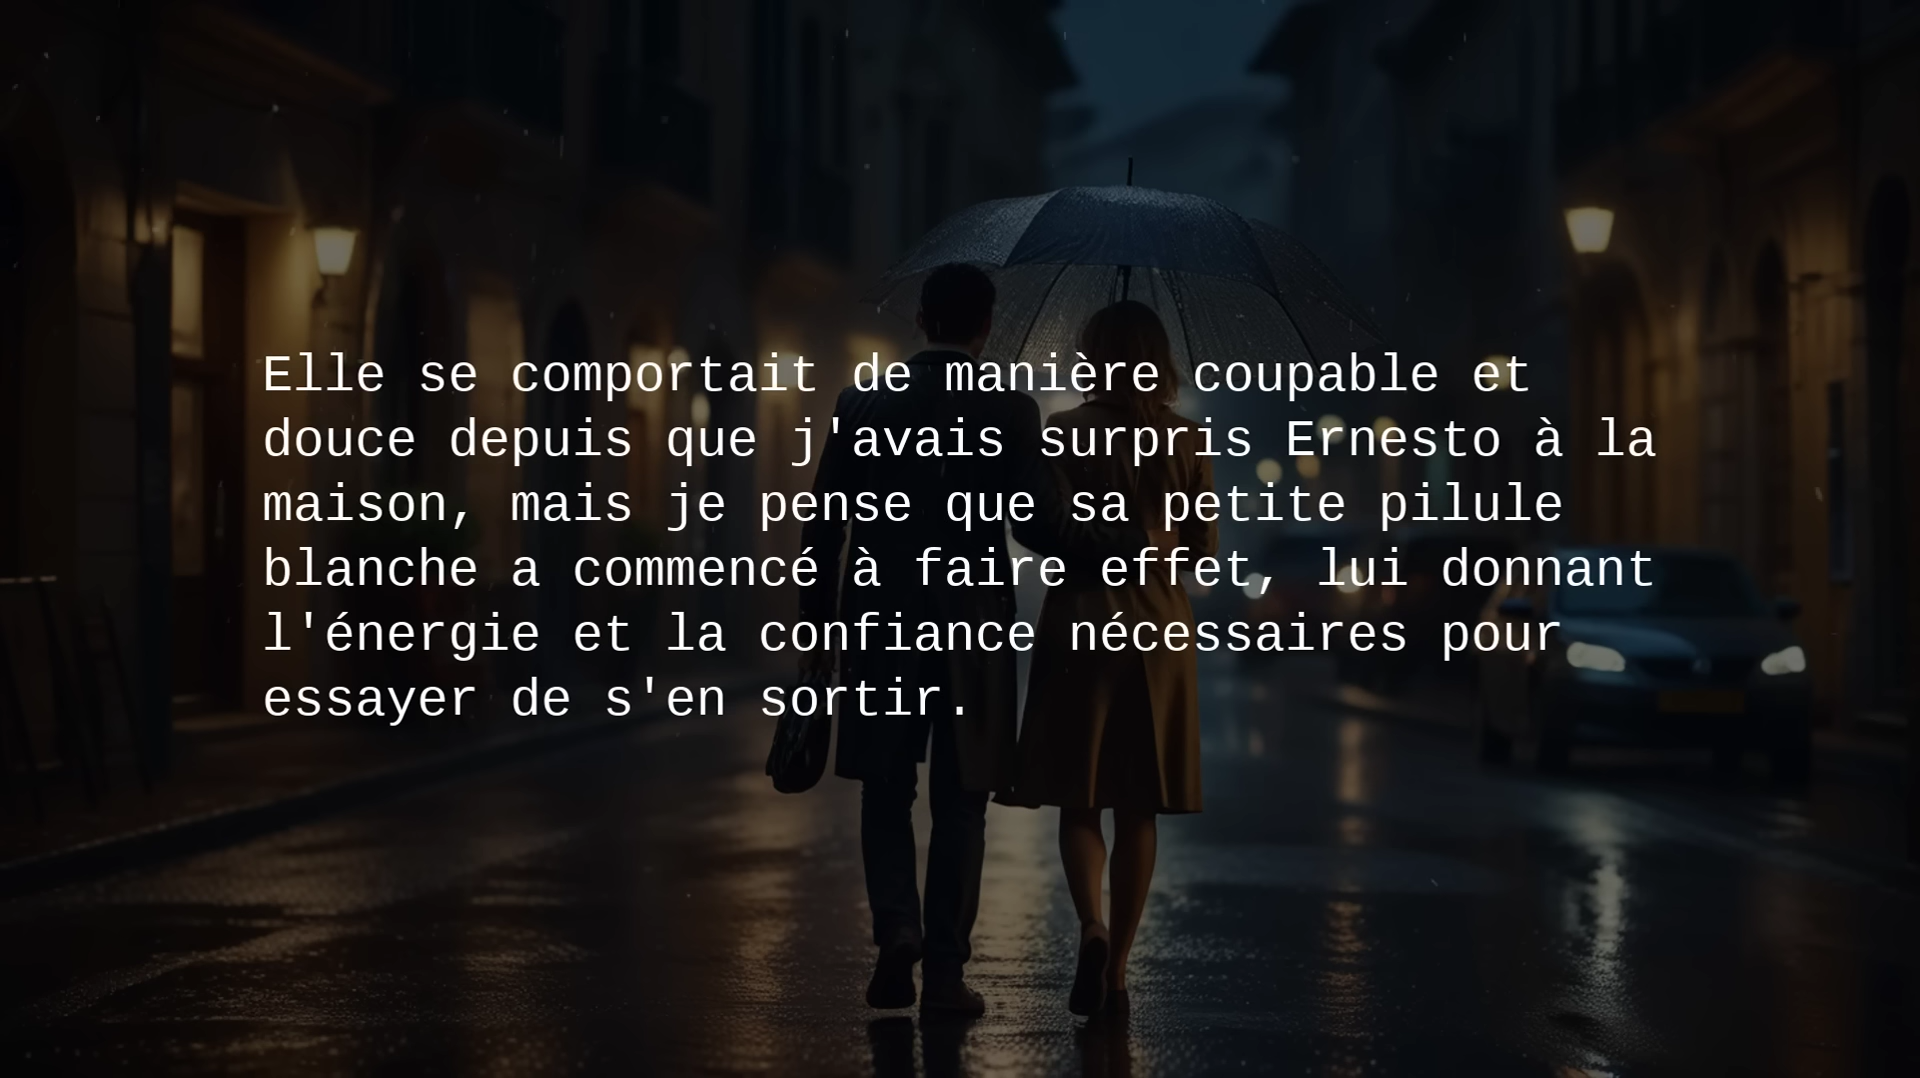 Elle se comportait de manière coupable et
douce depuis que j'avais surpris Ernesto à la
maison, mais je pense que sa petite pilule
blanche a commencé à faire effet, lui donnant
l'énergie et la confiance nécessaires pour
essayer de s'en sortir.